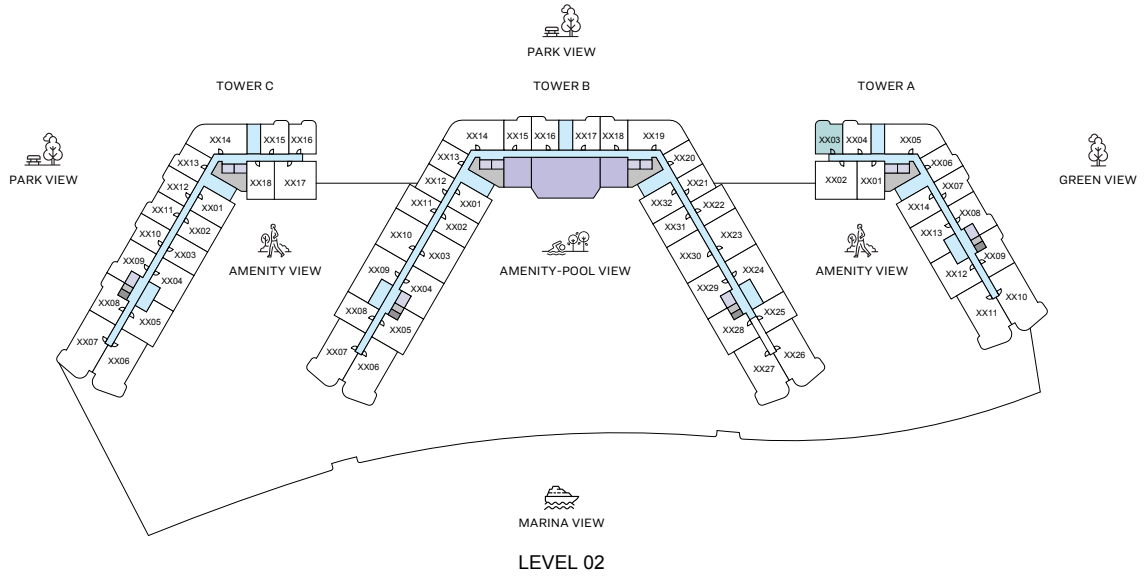 PARK VIEW
TOWER C
TOWER B
TOWER A
PARK VIEW
GREEN VIEW
XX14
XX15
XX16
XX13
XX12
XX11
XX10
XX09
XX08
XX07
XX06
XX05
XX04
XX03
XX02
XX01
XX18
XX17
XX14
XX15
XX16
XX17
XX18
XX19
XX13
XX12
XX11
XX10
XX09
XX08
XX07
XX06
XX05
XX04
XX03
XX02
XX01
XX20
XX21
XX22
XX23
XX24
XX25
XX26
XX27
XX28
XX29
XX30
XX31
XX32
XX03
XX04
XX05
XX02
XX01
XX06
XX07
XX08
XX09
XX10
XX11
XX12
XX13
XX14
AMENITY VIEW
AMENITY-POOL VIEW
AMENITY VIEW
MARINA VIEW
LEVEL 02